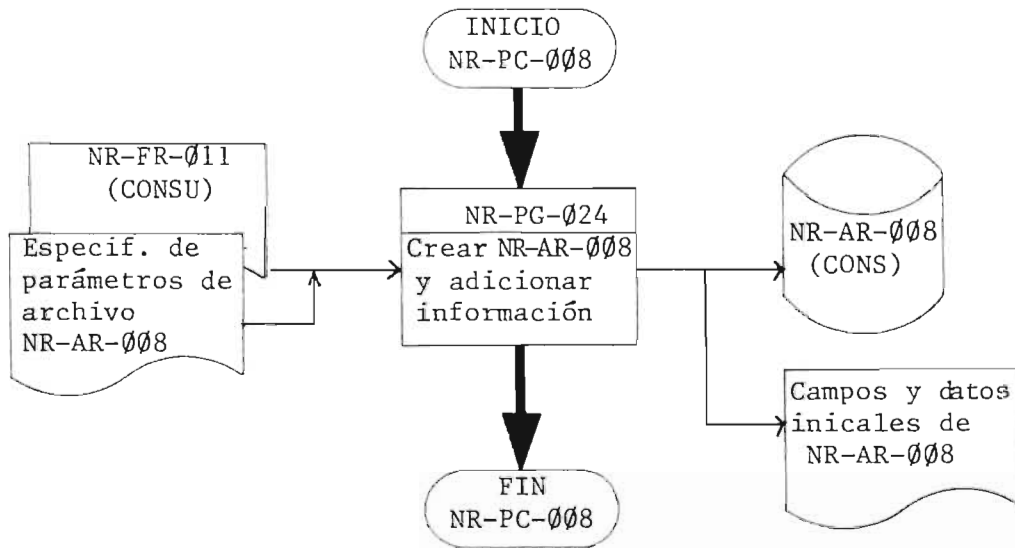 INICIO
NR-PC-ØØ8
NR-FR-Ø11
(CONSU)
Especif. de
parámetros de
archivo
NR-AR-ØØ8
NR-PG-Ø24
Crear NR-AR-ØØ8
y adicionar
información
NR-AR-ØØ8
(CONS)
Campos y datos
inicales de
NR-AR-ØØ8
FIN
NR-PC-ØØ8